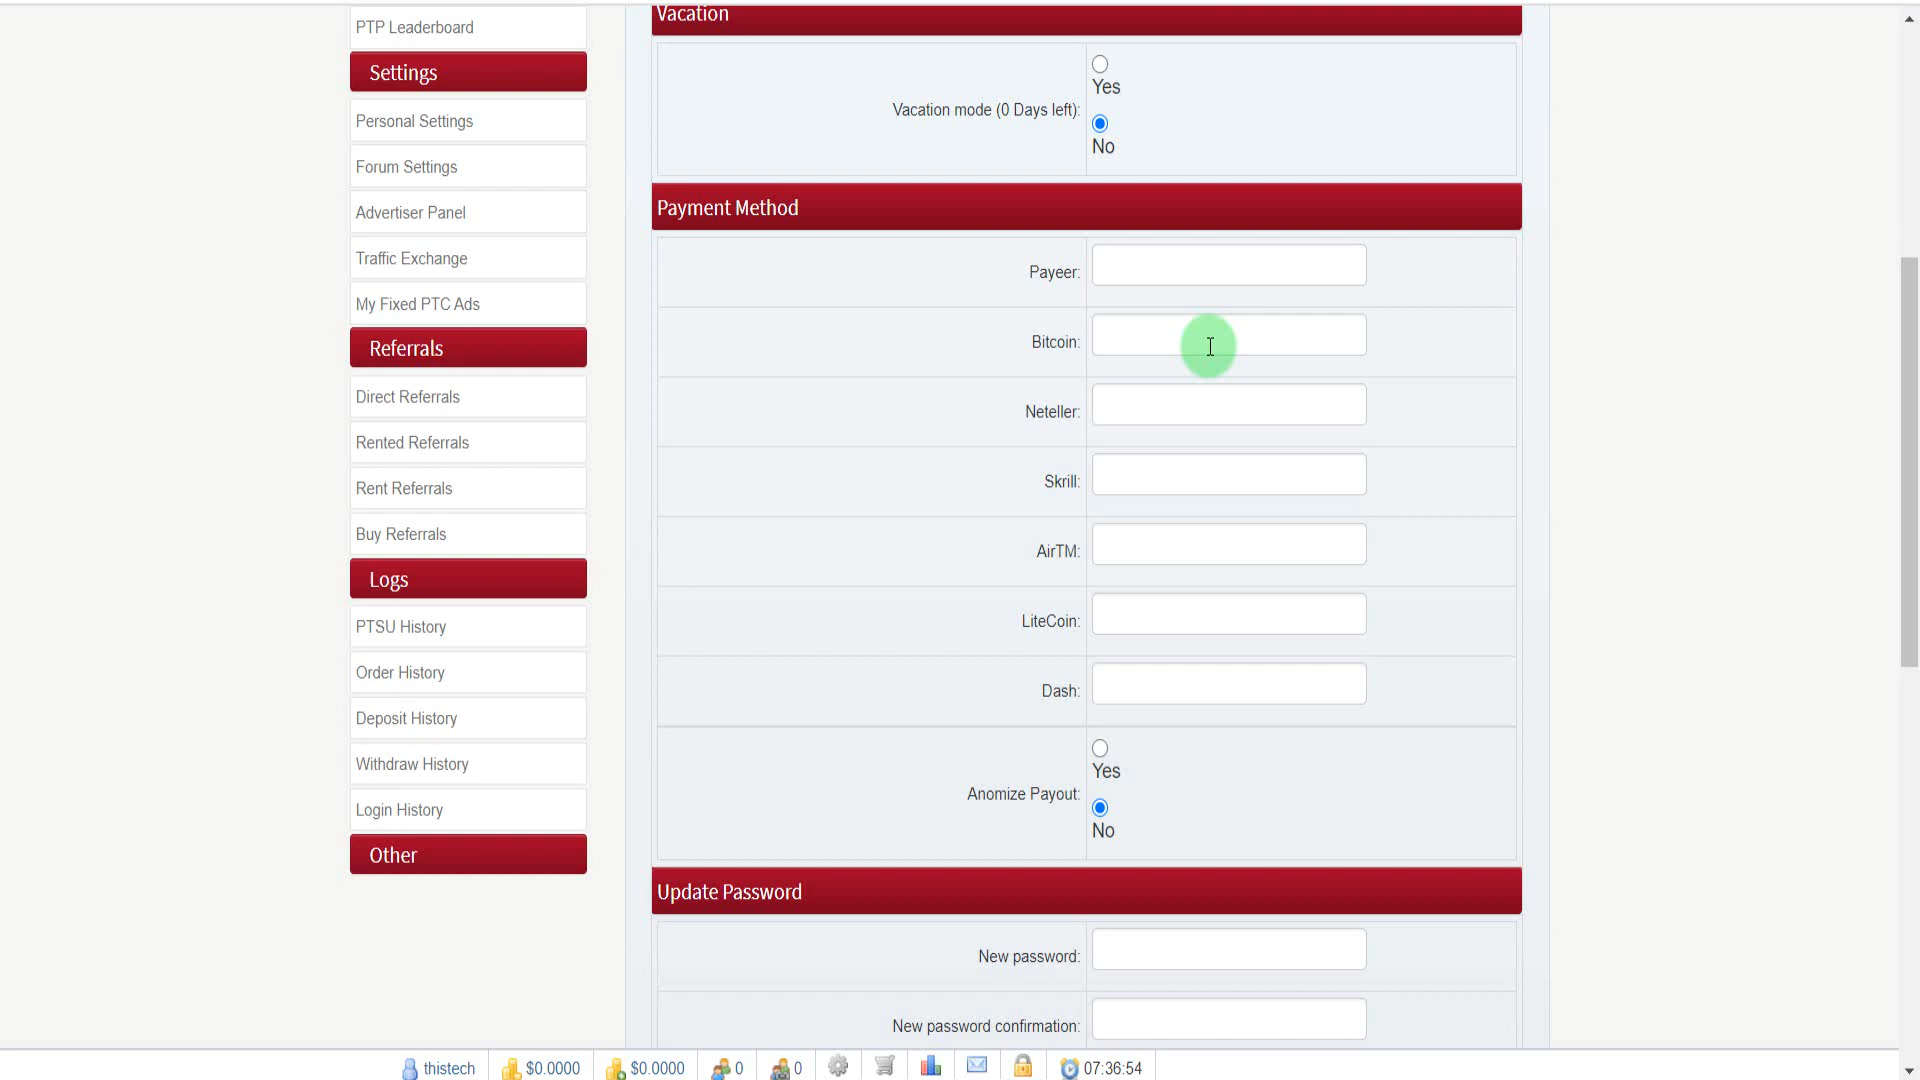 PTP Leaderboard
Settings
Personal Settings
Forum Settings
Advertiser Panel
Traffic Exchange
My Fixed PTC Ads
Referrals
Direct Referrals
Rented Referrals
Rent Referrals
Buy Referrals
Logs
PTSU History
Order History
Deposit History
Withdraw History
Login History
Other
Vacation
Vacation mode (0 Days left):
Yes
No
Payment Method
Payeer:
Bitcoin:
Neteller:
Skrill:
AirTM:
LiteCoin:
Dash:
Anomize Payout:
Yes
No
Update Password
New password:
New password confirmation:
thistech $0.0000 $0.0000 0 0 07:36:54